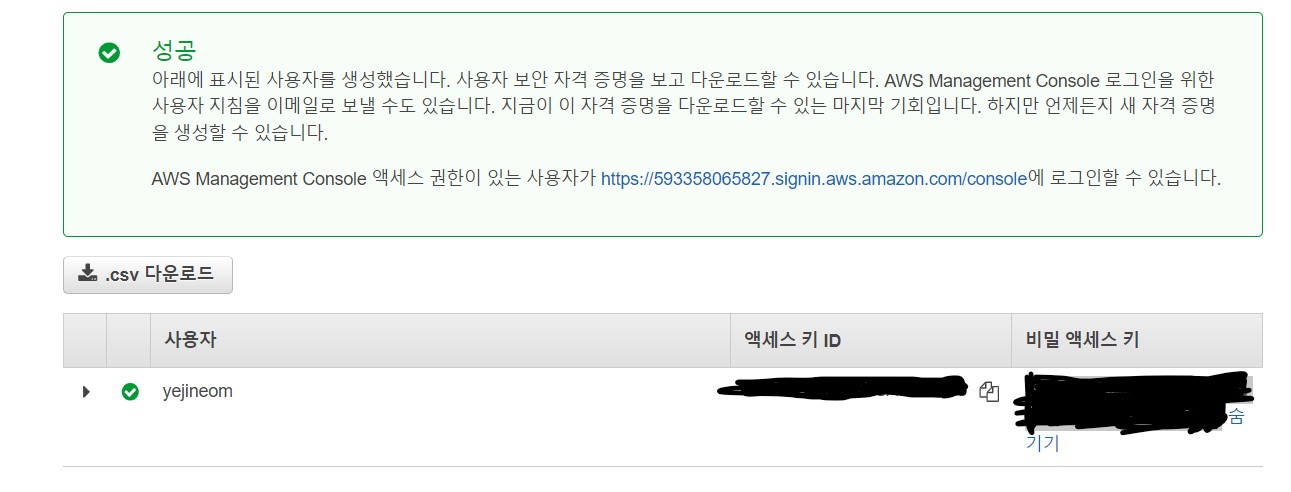 성공
아래에 표시된 사용자를 생성했습니다. 사용자 보안 자격 증명을 보고 다운로드할 수 있습니다. AWS Management Console 로그인을 위한
사용자 지침을 이메일로 보낼 수도 있습니다. 지금이 이 자격 증명을 다운로드할 수 있는 마지막 기회입니다. 하지만 언제든지 새 자격 증명
을 생성할 수 있습니다.
AWS Management Console 액세스 권한이 있는 사용자가 https://593358065827.signin.aws.amazon.com/console에 로그인할 수 있습니다.
.csv 다운로드
사용자 액세스 키 ID 비밀 액세스 키
yejineom
숨
기기